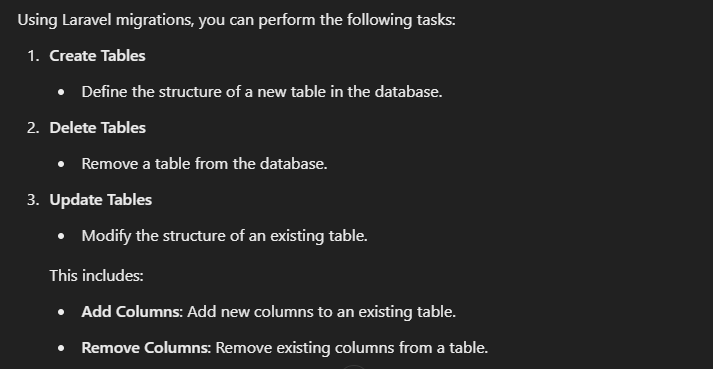 Using Laravel migrations, you can perform the following tasks:
1. Create Tables
• Define the structure of a new table in the database.
2. Delete Tables
• Remove a table from the database.
3. Update Tables
• Modify the structure of an existing table.
This includes:
• Add Columns: Add new columns to an existing table.
• Remove Columns: Remove existing columns from a table.